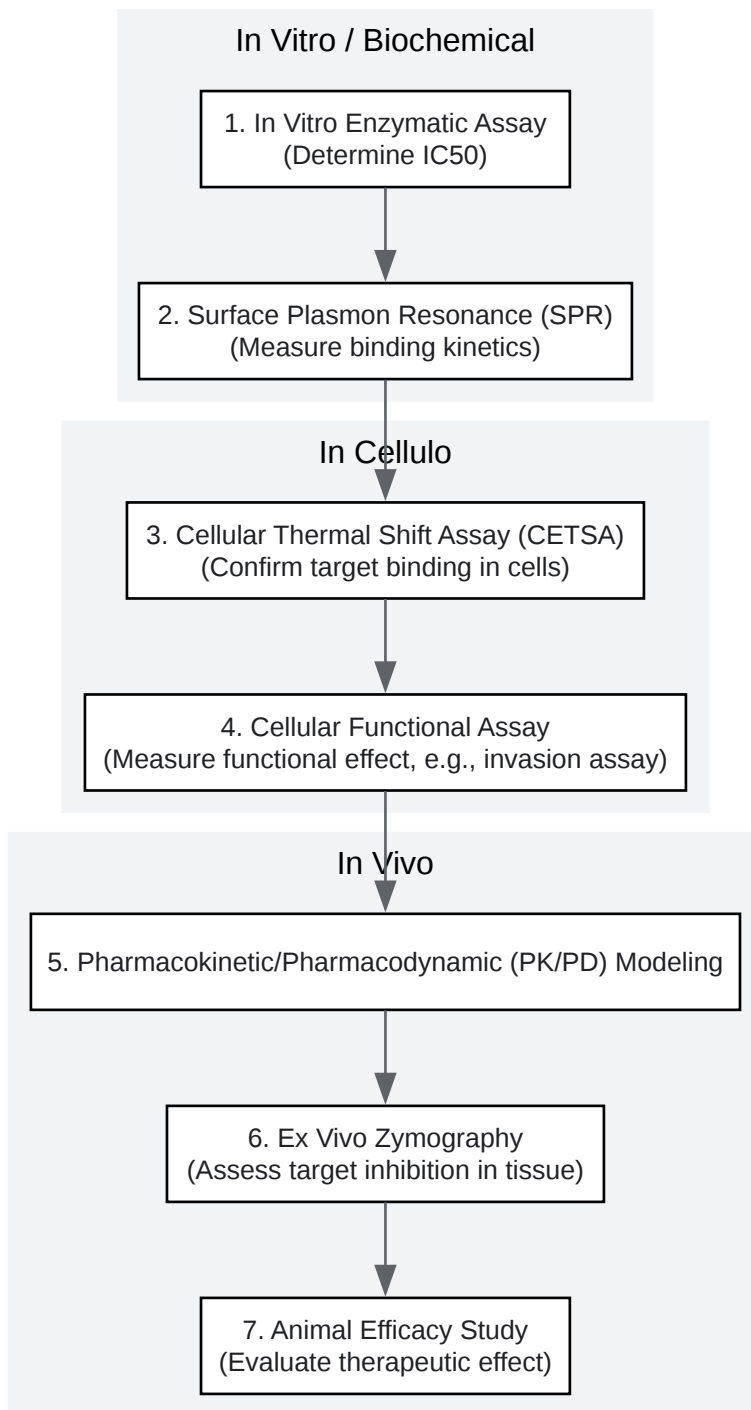 In Vitro / Biochemical
1. In Vitro Enzymatic Assay
(Determine IC50)
2. Surface Plasmon Resonance (SPR)
(Measure binding kinetics)
In Cellulo
3. Cellular Thermal Shift Assay (CETSA)
(Confirm target binding in cells)
4. Cellular Functional Assay
(Measure functional effect, e.g., invasion assay)
In Vivo
5. Pharmacokinetic/Pharmacodynamic (PK/PD) Modeling
6. Ex Vivo Zymography
(Assess target inhibition in tissue)
7. Animal Efficacy Study
(Evaluate therapeutic effect)